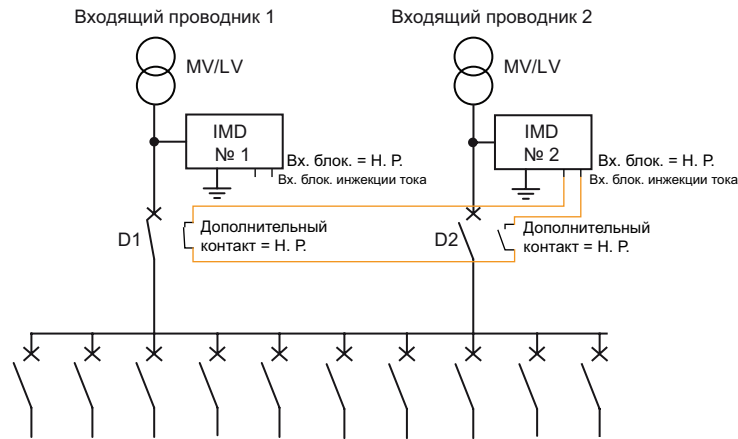 Входящий проводник 1
Входящий проводник 2
MV/LV
MV/LV
IMD
№ 1
Вх. блок. = Н. Р.
Вх. блок. инжекции тока
IMD
№ 2
Вх. блок. = Н. Р.
Вх. блок. инжекции тока
D1
Дополнительный
контакт = Н. Р.
D2
Дополнительный
контакт = Н. Р.